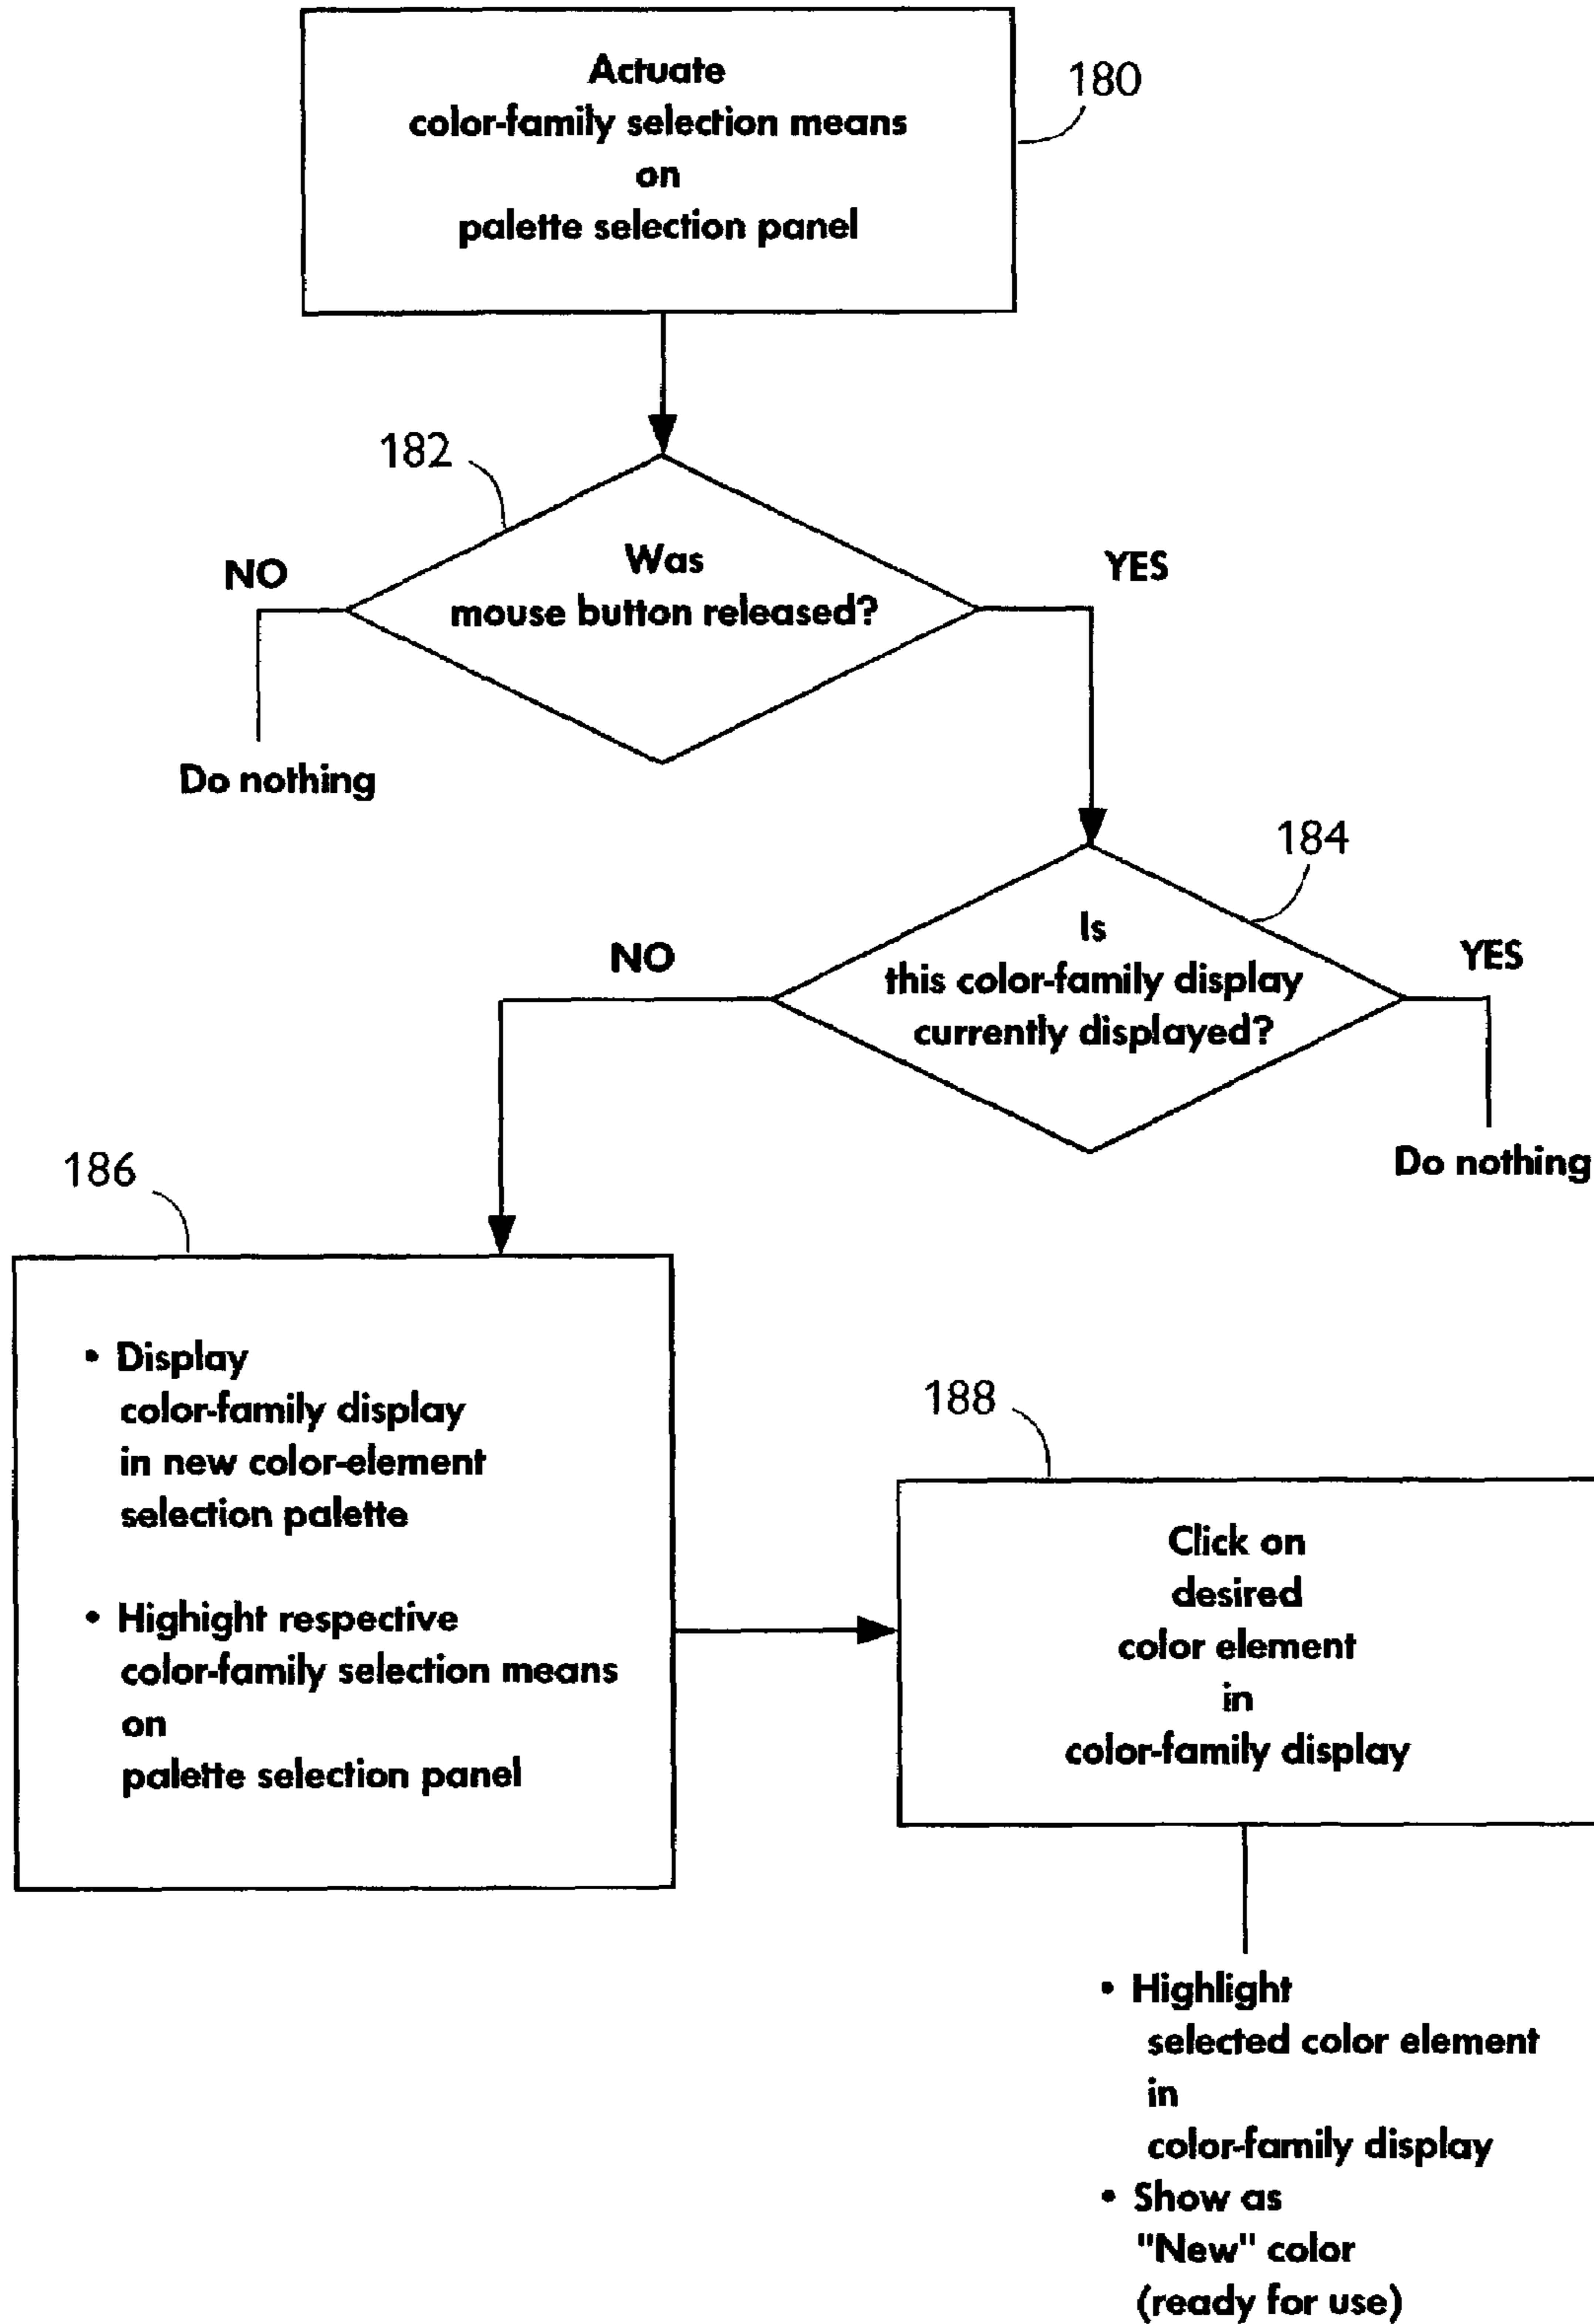 Actuate
color-family selection means
on
palette selection panel
180
182
NO
Was
mouse button released?
YES
Do nothing
184
NO
Is
this color-family display
currently displayed?
YES
Do nothing
186
• Display
color-family display
in new color-element
selection palette
• Highight respective
color-family selection means
on
palette selection panel
188
Click on
desired
color element
in
color-family display
• Highlight
selected color element
in
color-family display
• Show as
"New" color
(ready for use)